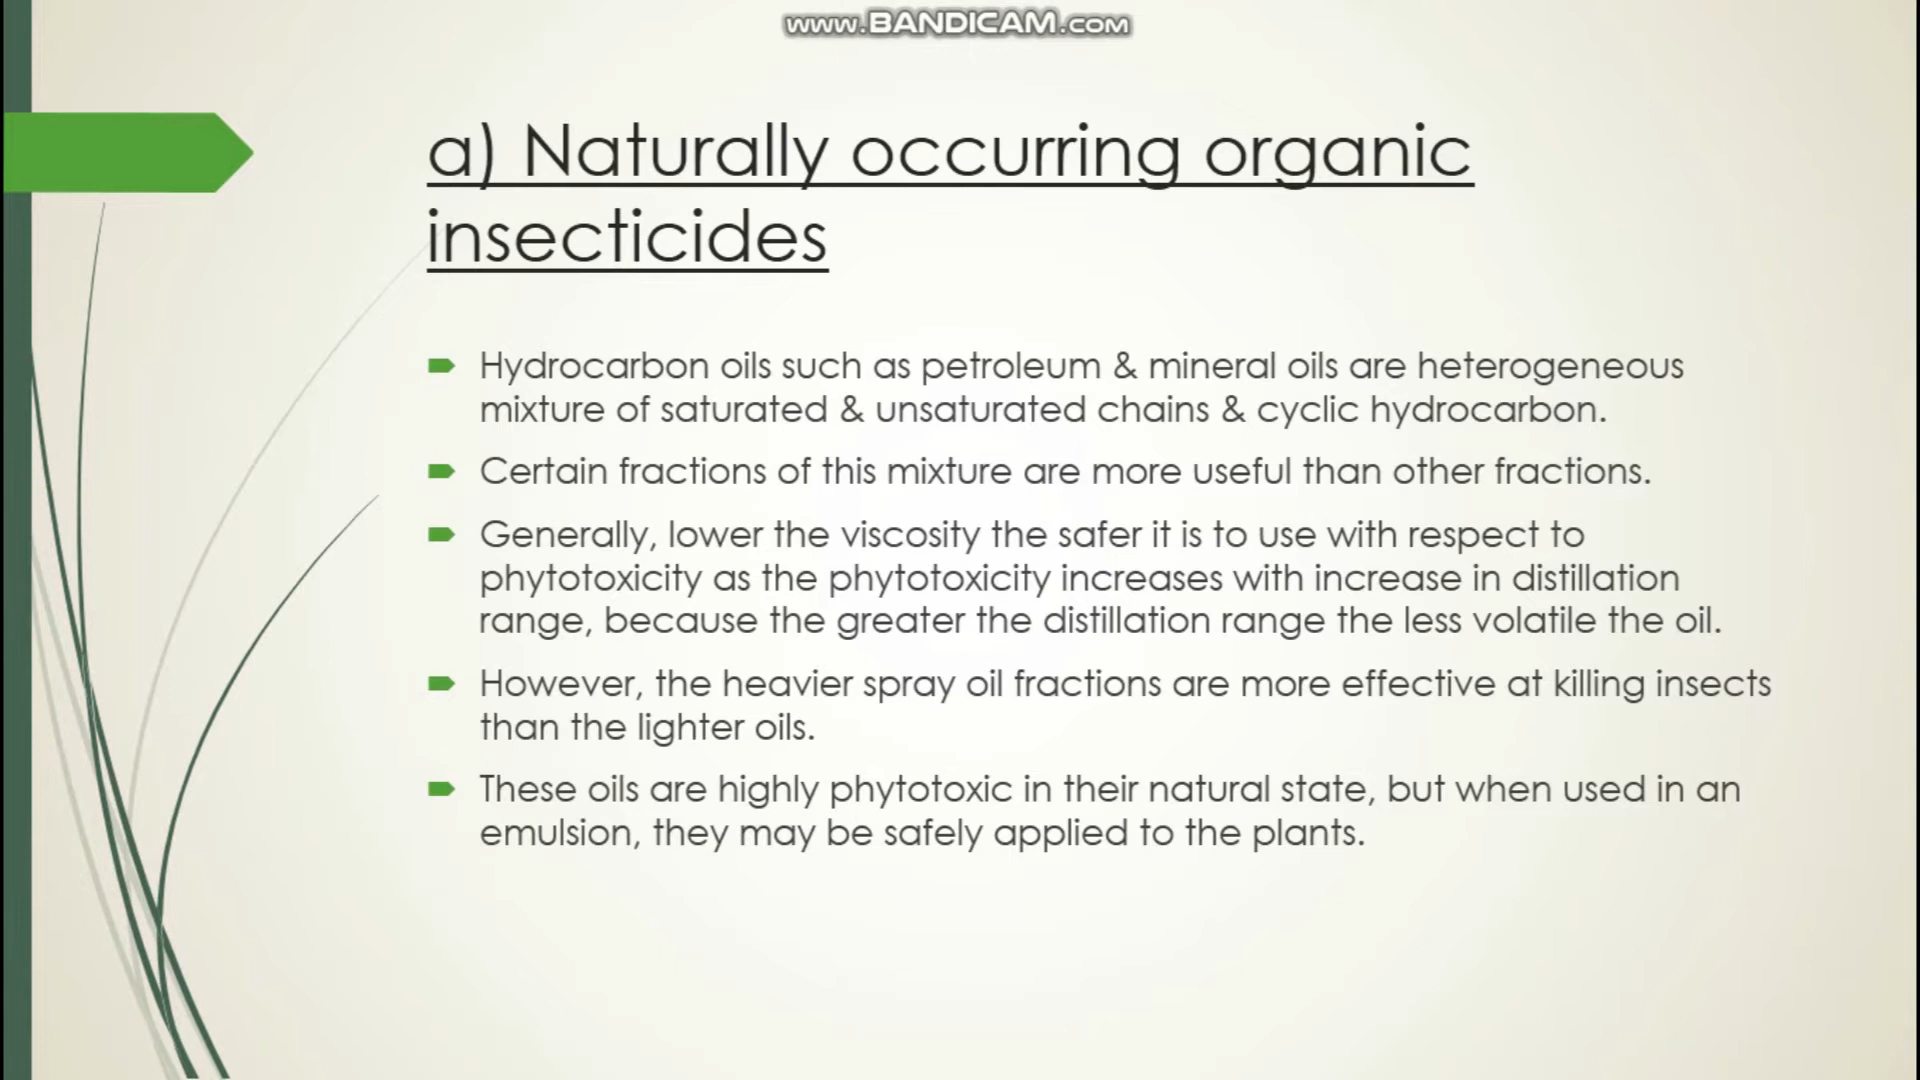 www.BANDICAM.com
a) Naturally occurring organic
insecticides
Hydrocarbon oils such as petroleum & mineral oils are heterogeneous
mixture of saturated & unsaturated chains & cyclic hydrocarbon.
Certain fractions of this mixture are more useful than other fractions.
Generally, lower the viscosity the safer it is to use with respect to
phytotoxicity as the phytotoxicity increases with increase in distillation
range, because the greater the distillation range the less volatile the oil.
However, the heavier spray oil fractions are more effective at killing insects
than the lighter oils.
These oils are highly phytotoxic in their natural state, but when used in an
emulsion, they may be safely applied to the plants.